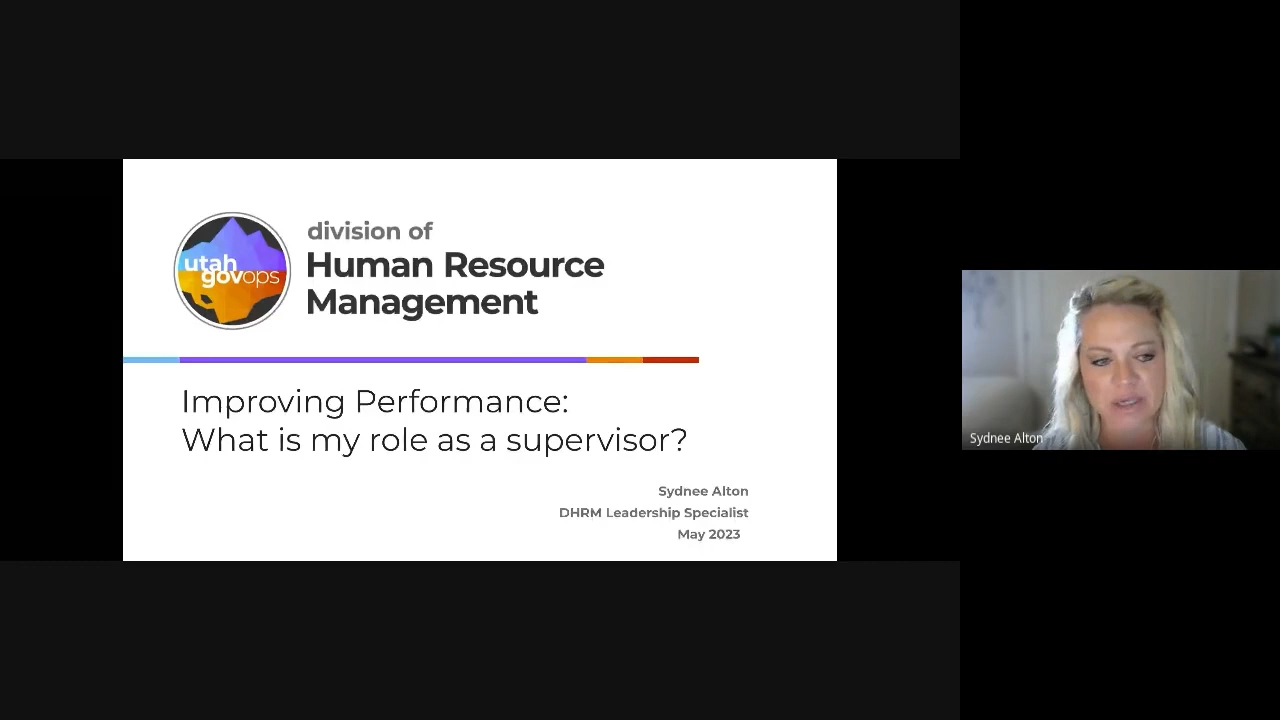 utah
govops
division of
Human Resource
Management
Improving Performance:
What is my role as a supervisor?
Sydnee Alton
DHRM Leadership Specialist
May 2023
Sydnee Alton